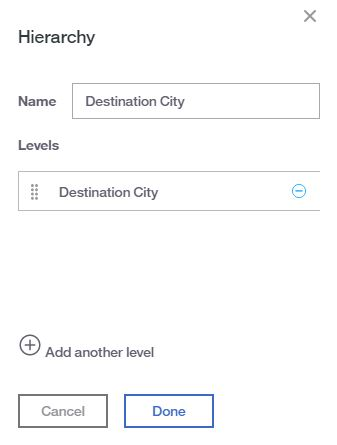 Hierarchy
Name Destination City
Levels
Destination City
Add another level
Cancel Done